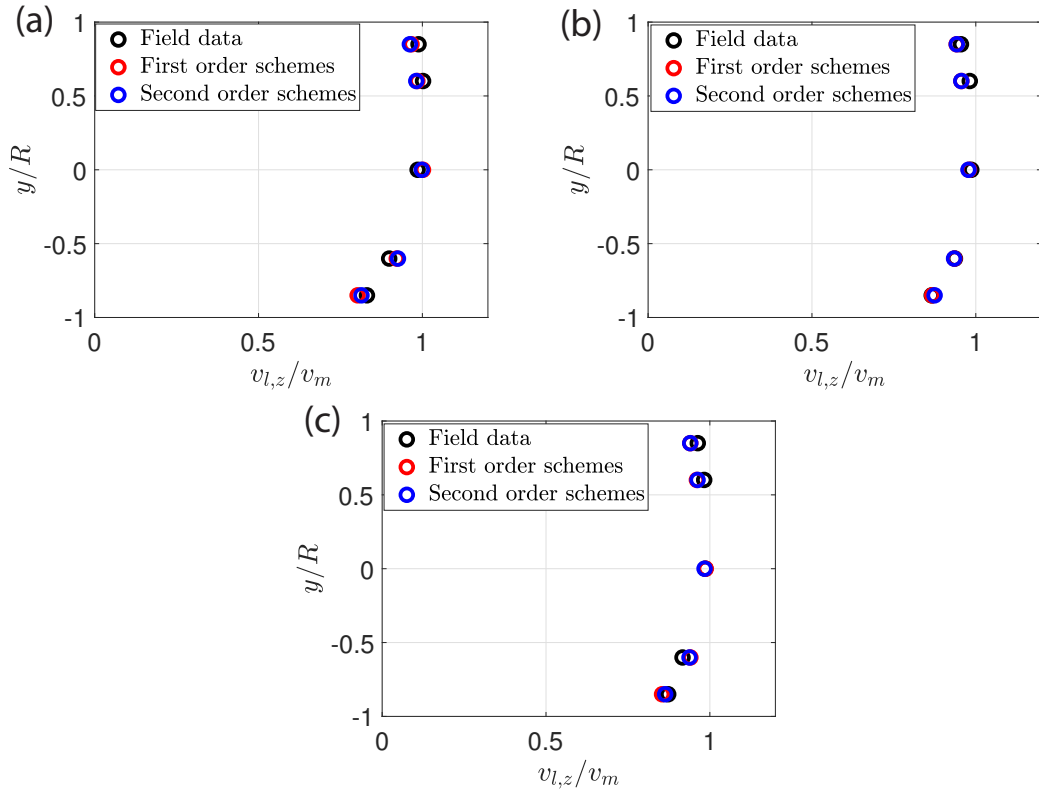 (a)
1
0.5
0
-0.5
-1
y/R
Field data
First order schemes
Second order schemes
0
0.5
1
v_{l,z}/v_m
(b)
1
0.5
0
-0.5
-1
y/R
Field data
First order schemes
Second order schemes
0
0.5
1
v_{l,z}/v_m
(c)
1
0.5
0
-0.5
-1
y/R
Field data
First order schemes
Second order schemes
0
0.5
1
v_{l,z}/v_m